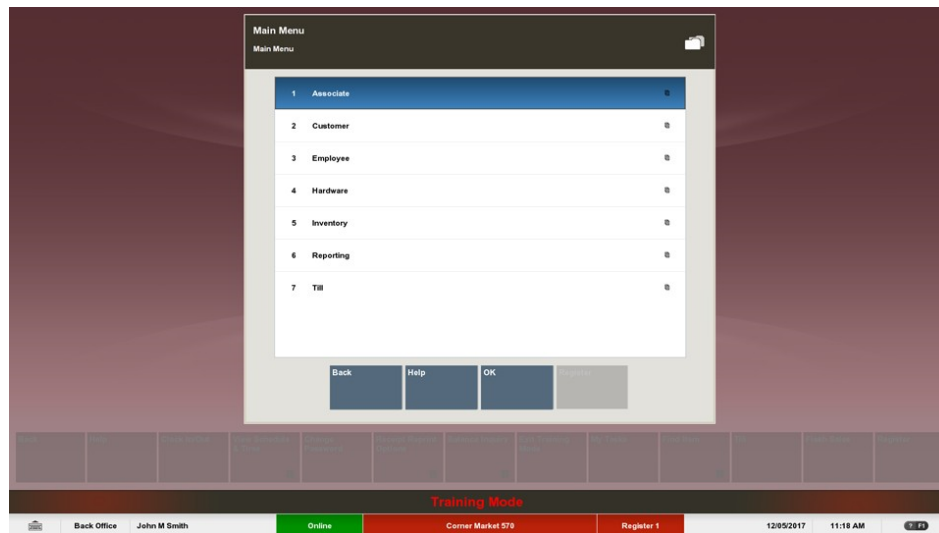 Main Menu
Main Menu
1 Associate
2 Customer
3 Employee
4 Hardware
5 Inventory
6 Reporting
7 Till
Back Help OK Register
Training Mode
Back Office John M Smith Online Corner Market 570 Register 1 12/05/2017 11:18 AM ? F1